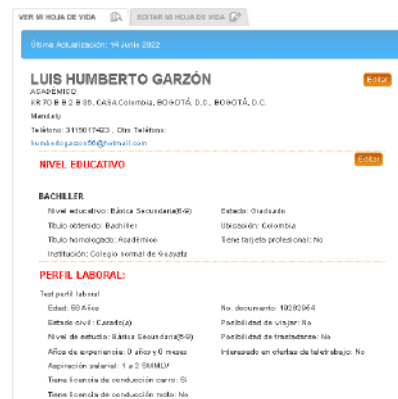 VER MI HOJA DE VIDA EDITAR MI HOJA DE VIDA
Última Actualización: 14 Junio 2022
LUIS HUMBERTO GARZÓN Editar
ACADÉMICO
KR 70 B B 2 B 36, CASA Colombia, BOGOTÁ, D.C., BOGOTÁ, D.C.
Mandalay
Teléfono: , Otro Teléfono:
NIVEL EDUCATIVO Editar
BACHILLER
Nivel educativo: Básica Secundaria(6-9) Estado: Graduado
Título obtenido: Bachiller Ubicación: Colombia
Título homologado: Académico Tiene tarjeta profesional: No
Institución: Colegio normal de Guayata
PERFIL LABORAL:
Test perfil laboral
Edad: Años No. documento: 19282964
Estado civil: Casado(a) Posibilidad de viajar: No
Nivel de estudio: Básica Secundaria(6-9) Posibilidad de trasladarse: No
Años de experiencia: 0 años y 0 meses Interesado en ofertas de teletrabajo: No
Aspiración salarial: 1 a 2 SMMLV
Tiene licencia de conducción carro: Si
Tiene licencia de conducción moto: No